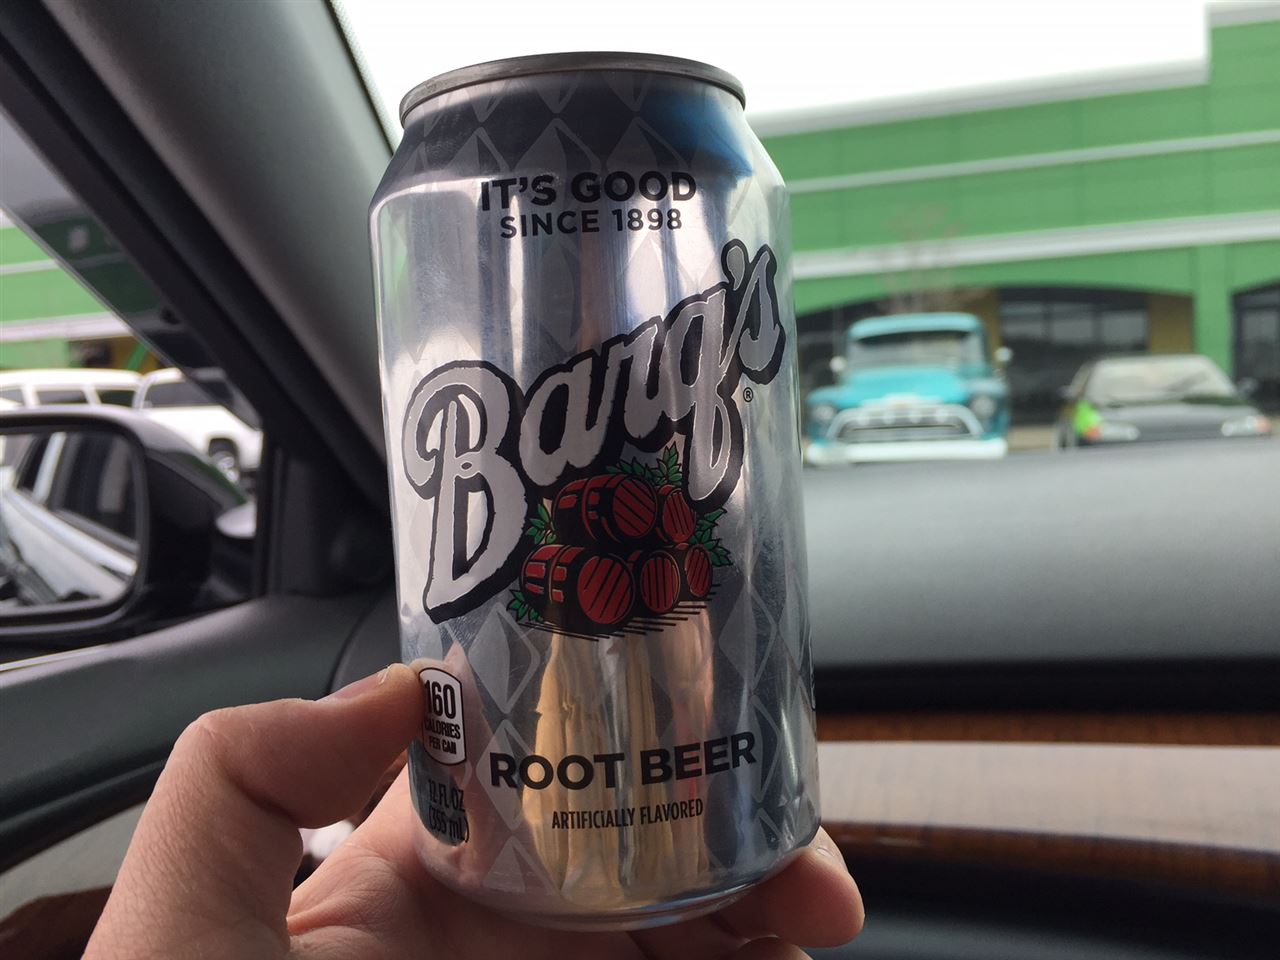 IT'S GOOD
SINCE 1898
Barq's®
160
CALORIES
PER CAN
ROOT BEER
12 FL OZ
(355 mL)
ARTIFICIALLY FLAVORED